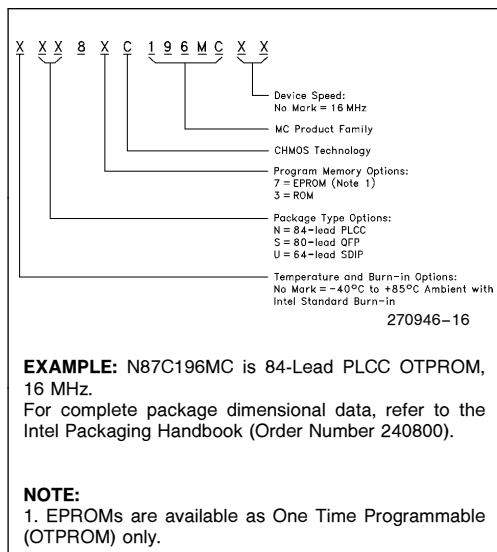 X XX 8 X C 196MC X X
Device Speed:
No Mark = 16 MHz
MC Product Family
CHMOS Technology
Program Memory Options:
7 = EPROM (Note 1)
3 = ROM
Package Type Options:
N = 84-lead PLCC
S = 80-lead QFP
U = 64-lead SDIP
Temperature and Burn-in Options:
No Mark = -40°C to +85°C Ambient with
Intel Standard Burn-in
270946-16
EXAMPLE: N87C196MC is 84-Lead PLCC OTPROM,
16 MHz.
For complete package dimensional data, refer to the
Intel Packaging Handbook (Order Number 240800).
NOTE:
1. EPROMs are available as One Time Programmable
(OTPROM) only.